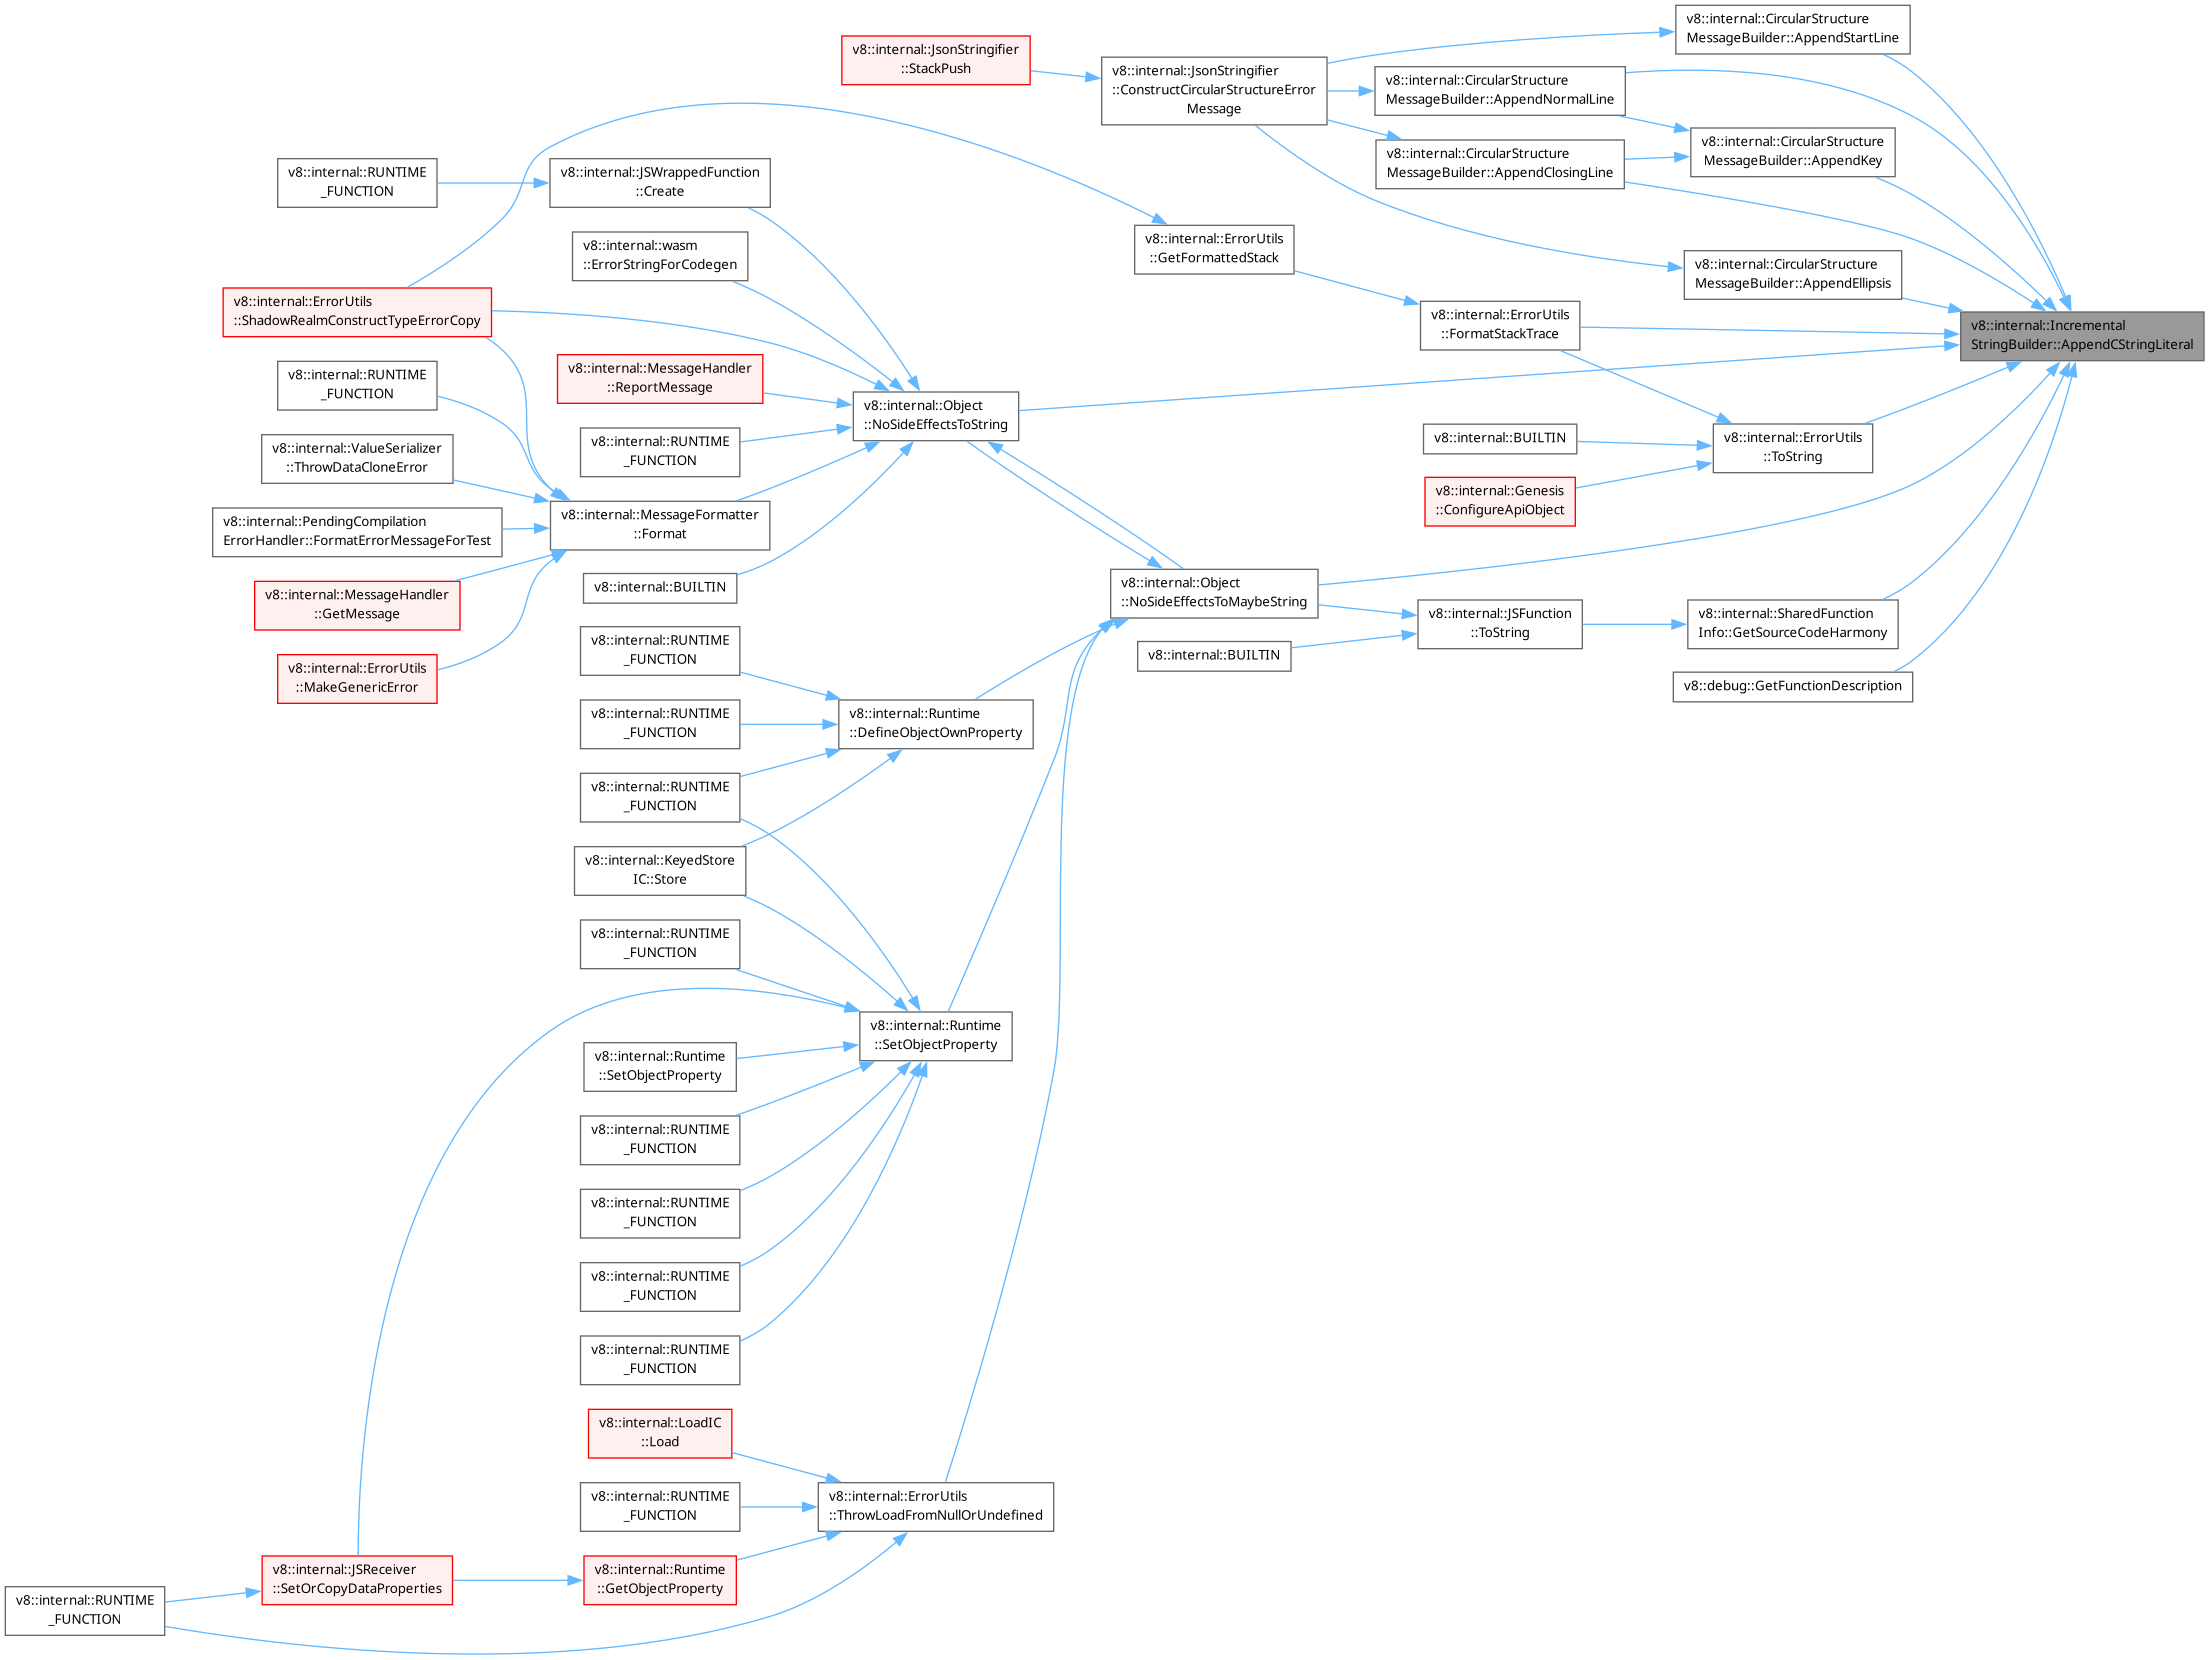 v8::internal::CircularStructure
MessageBuilder::AppendStartLine
v8::internal::JsonStringifier
::StackPush
v8::internal::JsonStringifier
::ConstructCircularStructureError
Message
v8::internal::CircularStructure
MessageBuilder::AppendNormalLine
v8::internal::CircularStructure
MessageBuilder::AppendKey
v8::internal::CircularStructure
MessageBuilder::AppendClosingLine
v8::internal::RUNTIME
_FUNCTION
v8::internal::JSWrappedFunction
::Create
v8::internal::wasm
::ErrorStringForCodegen
v8::internal::ErrorUtils
::GetFormattedStack
v8::internal::CircularStructure
MessageBuilder::AppendEllipsis
v8::internal::ErrorUtils
::ShadowRealmConstructTypeErrorCopy
v8::internal::ErrorUtils
::FormatStackTrace
v8::internal::Incremental
StringBuilder::AppendCStringLiteral
v8::internal::RUNTIME
_FUNCTION
v8::internal::MessageHandler
::ReportMessage
v8::internal::Object
::NoSideEffectsToString
v8::internal::BUILTIN
v8::internal::ErrorUtils
::ToString
v8::internal::ValueSerializer
::ThrowDataCloneError
v8::internal::RUNTIME
_FUNCTION
v8::internal::Genesis
::ConfigureApiObject
v8::internal::PendingCompilation
ErrorHandler::FormatErrorMessageForTest
v8::internal::MessageFormatter
::Format
v8::internal::MessageHandler
::GetMessage
v8::internal::BUILTIN
v8::internal::Object
::NoSideEffectsToMaybeString
v8::internal::JSFunction
::ToString
v8::internal::SharedFunction
Info::GetSourceCodeHarmony
v8::internal::ErrorUtils
::MakeGenericError
v8::internal::RUNTIME
_FUNCTION
v8::internal::BUILTIN
v8::debug::GetFunctionDescription
v8::internal::RUNTIME
_FUNCTION
v8::internal::Runtime
::DefineObjectOwnProperty
v8::internal::RUNTIME
_FUNCTION
v8::internal::KeyedStore
IC::Store
v8::internal::RUNTIME
_FUNCTION
v8::internal::Runtime
::SetObjectProperty
v8::internal::Runtime
::SetObjectProperty
v8::internal::RUNTIME
_FUNCTION
v8::internal::RUNTIME
_FUNCTION
v8::internal::RUNTIME
_FUNCTION
v8::internal::RUNTIME
_FUNCTION
v8::internal::LoadIC
::Load
v8::internal::RUNTIME
_FUNCTION
v8::internal::ErrorUtils
::ThrowLoadFromNullOrUndefined
v8::internal::JSReceiver
::SetOrCopyDataProperties
v8::internal::Runtime
::GetObjectProperty
v8::internal::RUNTIME
_FUNCTION